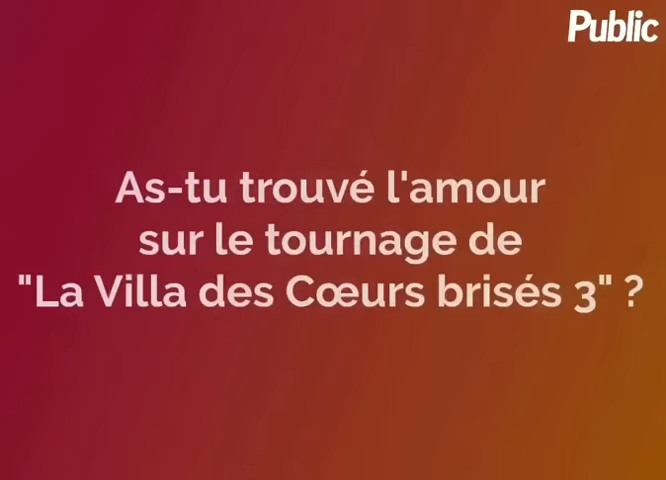 Public
As-tu trouvé l'amour
sur le tournage de
"La Villa des Cœurs brisés 3" ?